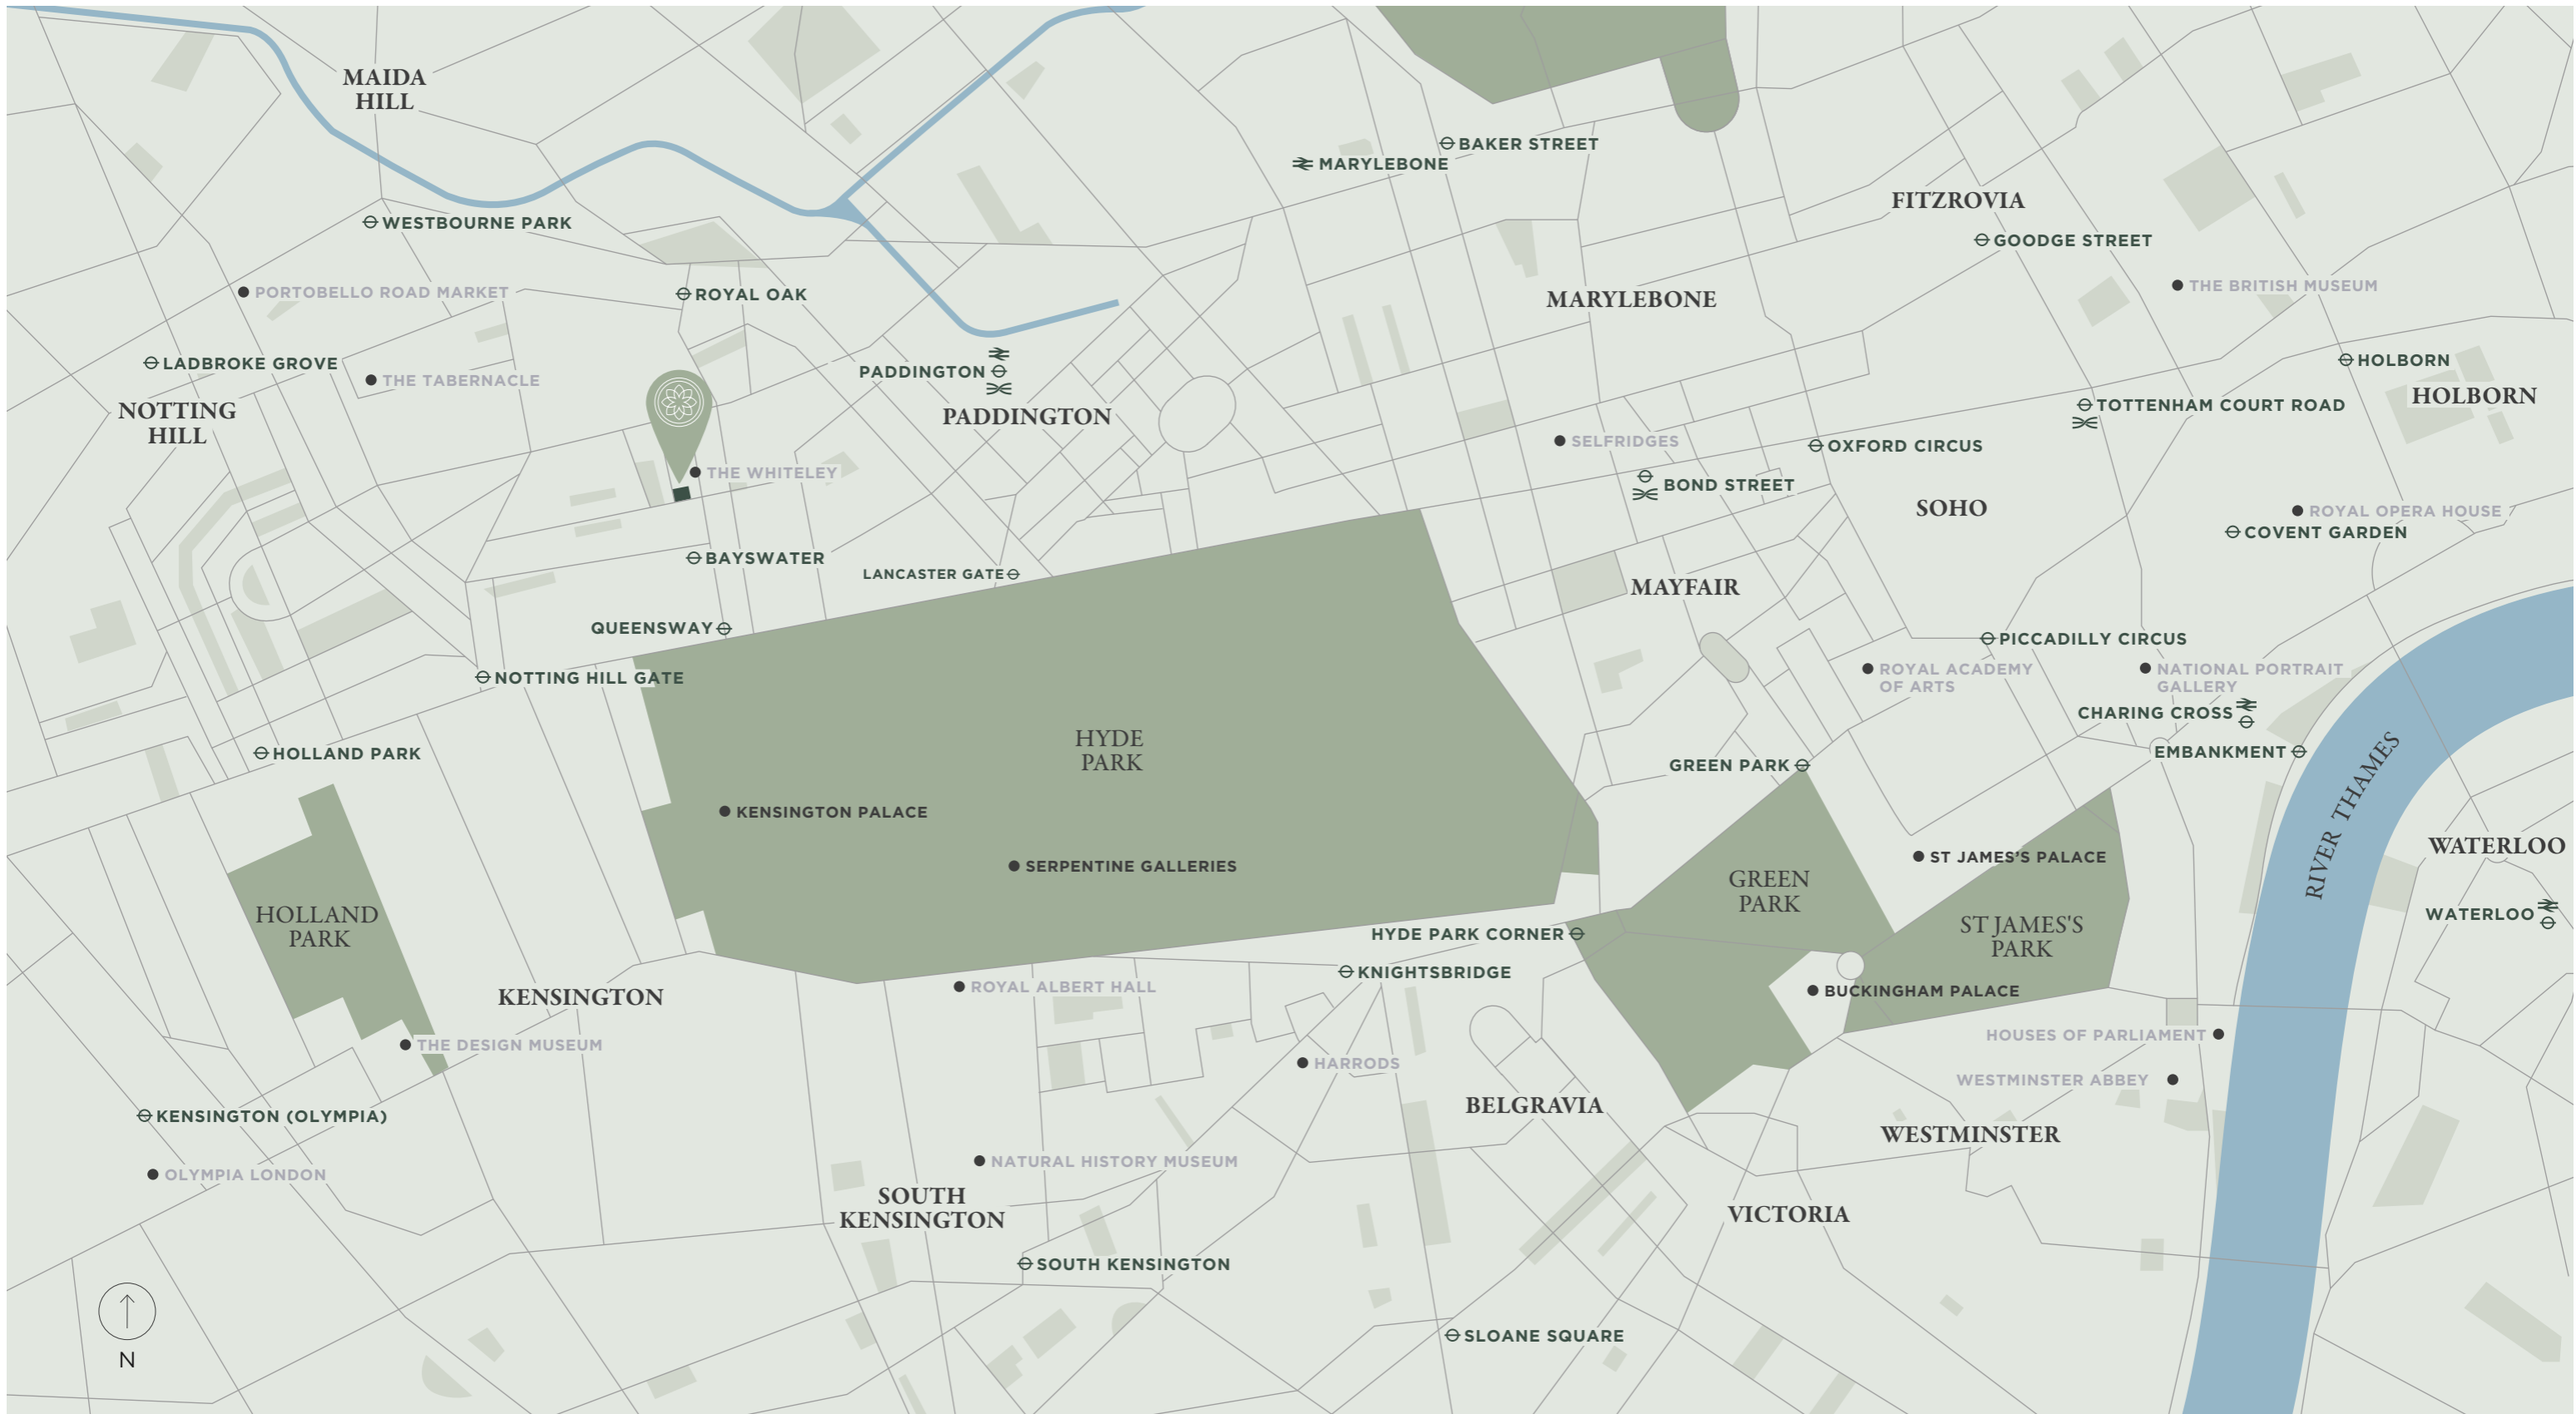 MAIDA
HILL
BAKER STREET
MARYLEBONE
FITZROVIA
WESTBOURNE PARK
GOODGE STREET
PORTOBELLO ROAD MARKET
ROYAL OAK
MARYLEBONE
THE BRITISH MUSEUM
LADBROKE GROVE
THE TABERNACLE
PADDINGTON
HOLBORN
HOLBORN
NOTTING
HILL
PADDINGTON
TOTTENHAM COURT ROAD
SELFRIDGES
OXFORD CIRCUS
THE WHITELEY
BOND STREET
SOHO
ROYAL OPERA HOUSE
COVENT GARDEN
BAYSWATER
LANCASTER GATE
MAYFAIR
QUEENSWAY
PICCADILLY CIRCUS
NOTTING HILL GATE
ROYAL ACADEMY
OF ARTS
NATIONAL PORTRAIT
GALLERY
CHARING CROSS
HOLLAND PARK
HYDE
PARK
GREEN PARK
EMBANKMENT
RIVER THAMES
KENSINGTON PALACE
SERPENTINE GALLERIES
ST JAMES'S PALACE
WATERLOO
HOLLAND
PARK
GREEN
PARK
ST JAMES'S
PARK
WATERLOO
HYDE PARK CORNER
KNIGHTSBRIDGE
KENSINGTON
ROYAL ALBERT HALL
BUCKINGHAM PALACE
THE DESIGN MUSEUM
HARRODS
HOUSES OF PARLIAMENT
WESTMINSTER ABBEY
KENSINGTON (OLYMPIA)
BELGRAVIA
WESTMINSTER
OLYMPIA LONDON
NATURAL HISTORY MUSEUM
SOUTH
KENSINGTON
VICTORIA
SOUTH KENSINGTON
SLOANE SQUARE
N